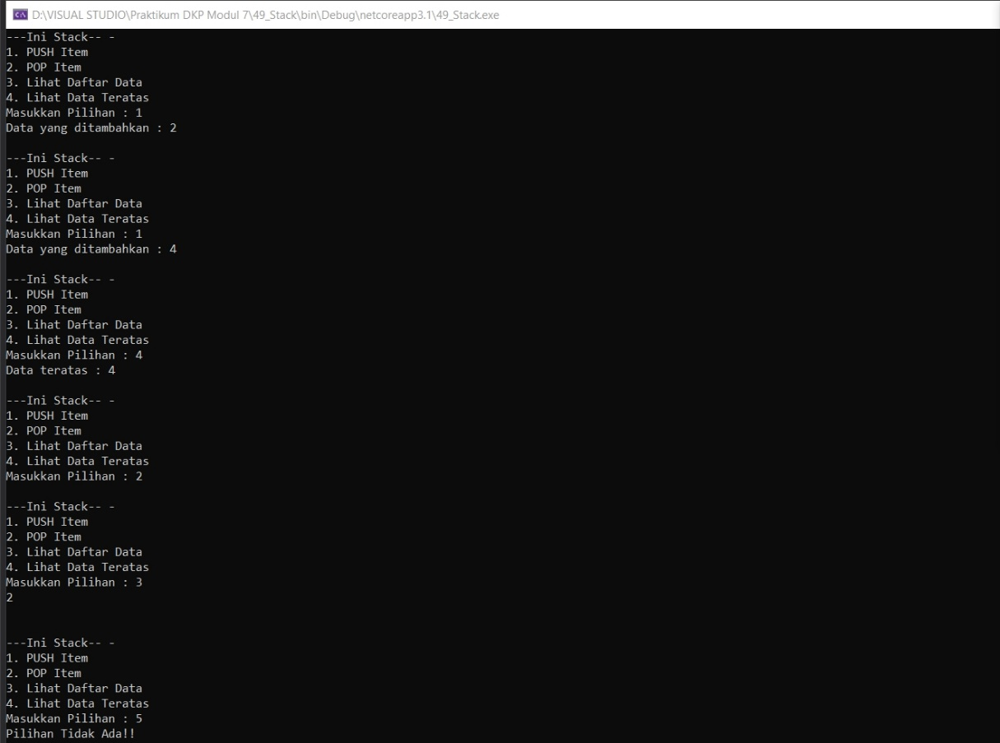 D:\VISUAL STUDIO\Praktikum DKP Modul 7\49_Stack\bin\Debug\netcoreapp3.1\49_Stack.exe
---Ini Stack-- -
1. PUSH Item
2. POP Item
3. Lihat Daftar Data
4. Lihat Data Teratas
Masukkan Pilihan : 1
Data yang ditambahkan : 2

---Ini Stack-- -
1. PUSH Item
2. POP Item
3. Lihat Daftar Data
4. Lihat Data Teratas
Masukkan Pilihan : 1
Data yang ditambahkan : 4

---Ini Stack-- -
1. PUSH Item
2. POP Item
3. Lihat Daftar Data
4. Lihat Data Teratas
Masukkan Pilihan : 4
Data teratas : 4

---Ini Stack-- -
1. PUSH Item
2. POP Item
3. Lihat Daftar Data
4. Lihat Data Teratas
Masukkan Pilihan : 2

---Ini Stack-- -
1. PUSH Item
2. POP Item
3. Lihat Daftar Data
4. Lihat Data Teratas
Masukkan Pilihan : 3
2

---Ini Stack-- -
1. PUSH Item
2. POP Item
3. Lihat Daftar Data
4. Lihat Data Teratas
Masukkan Pilihan : 5
Pilihan Tidak Ada!!